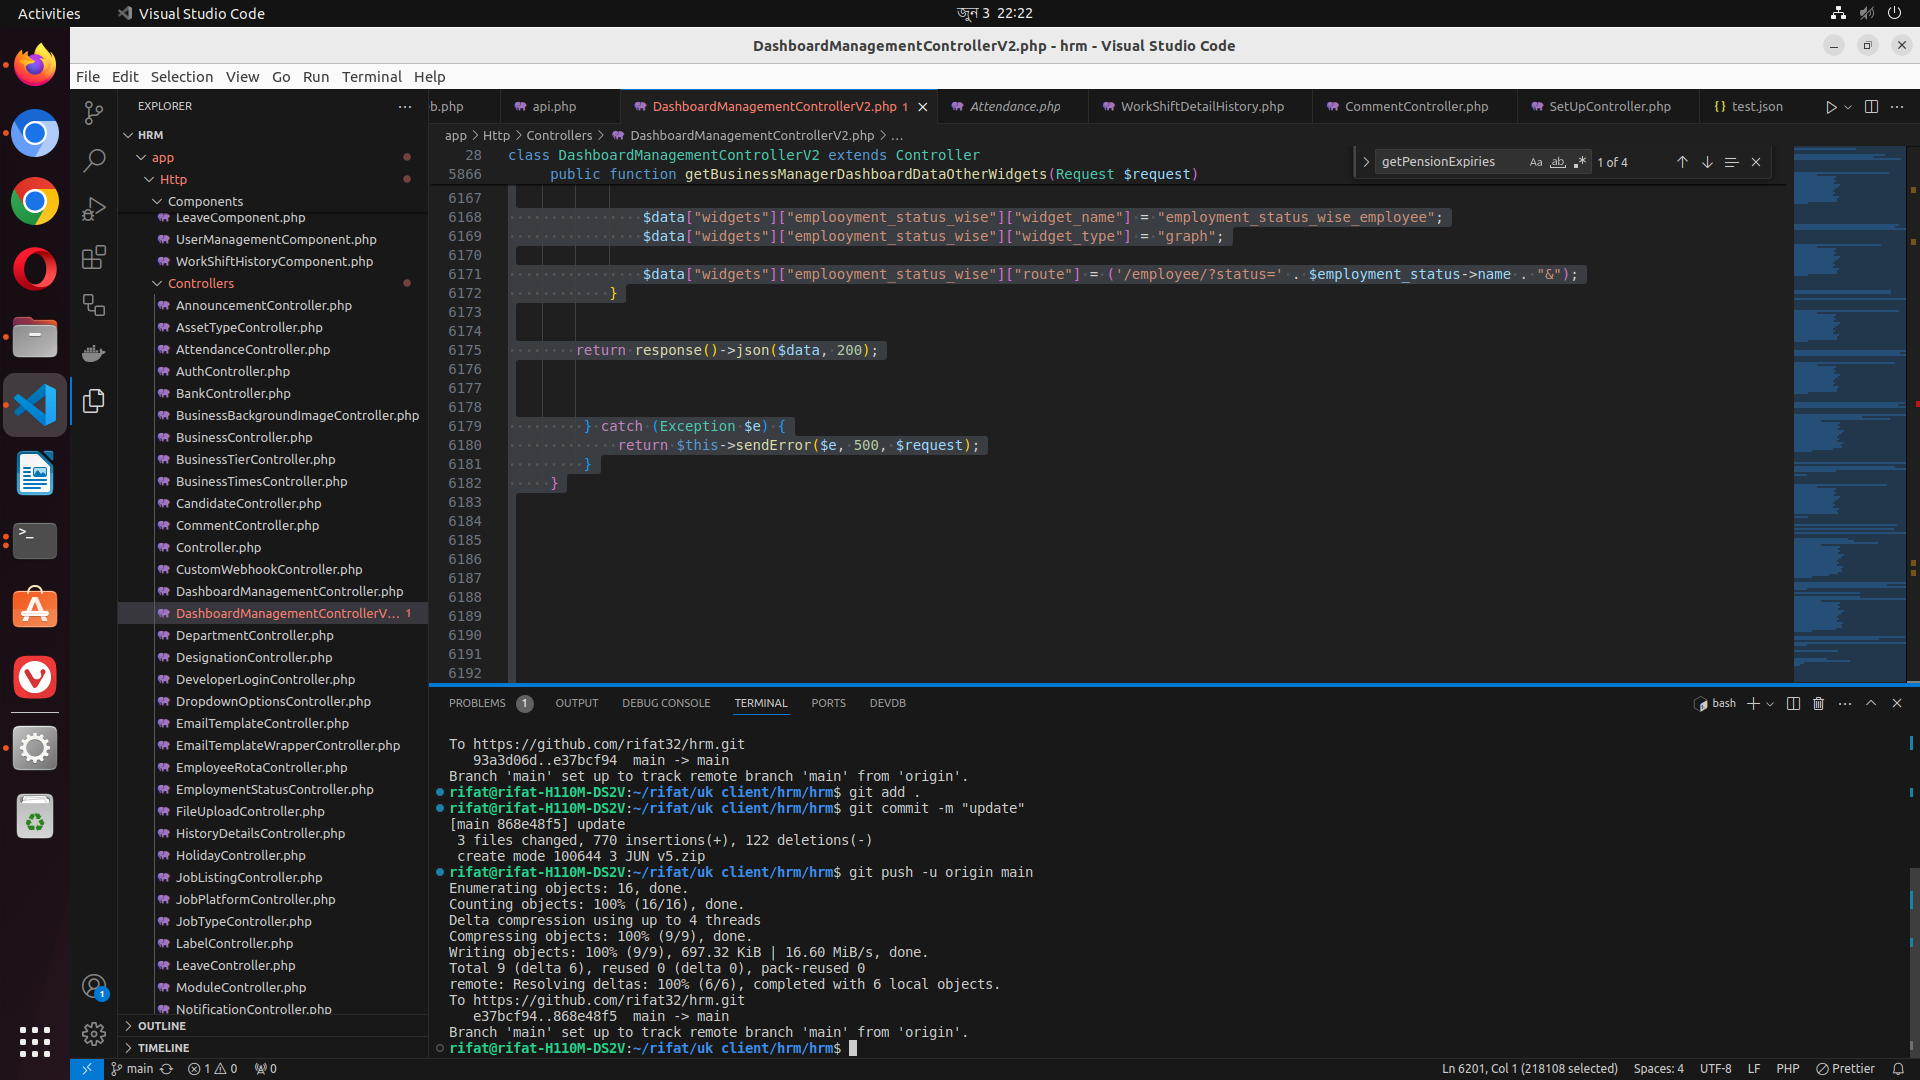 Activities
Visual Studio Code
জুন 3 22:22
DashboardManagementControllerV2.php - hrm - Visual Studio Code
File Edit Selection View Go Run Terminal Help
EXPLORER
HRM
app
Http
Components
LeaveComponent.php
UserManagementComponent.php
WorkShiftHistoryComponent.php
Controllers
AnnouncementController.php
AssetTypeController.php
AttendanceController.php
AuthController.php
BankController.php
BusinessBackgroundImageController.php
BusinessController.php
BusinessTierController.php
BusinessTimesController.php
CandidateController.php
CommentController.php
Controller.php
CustomWebhookController.php
DashboardManagementController.php
DashboardManagementControllerV... 1
DepartmentController.php
DesignationController.php
DeveloperLoginController.php
DropdownOptionsController.php
EmailTemplateController.php
EmailTemplateWrapperController.php
EmployeeRotaController.php
EmploymentStatusController.php
FileUploadController.php
HistoryDetailsController.php
HolidayController.php
JobListingController.php
JobPlatformController.php
JobTypeController.php
LabelController.php
LeaveController.php
ModuleController.php
NotificationController.php
OUTLINE
TIMELINE
b.php
api.php
DashboardManagementControllerV2.php 1
Attendance.php
WorkShiftDetailHistory.php
CommentController.php
SetUpController.php
{} test.json
app > Http > Controllers > DashboardManagementControllerV2.php > ...
getPensionExpiries Aa ab .* 1 of 4
28 class DashboardManagementControllerV2 extends Controller
5866 public function getBusinessManagerDashboardDataOtherWidgets(Request $request)
6167
6168 $data["widgets"]["emplooyment_status_wise"]["widget_name"] = "employment_status_wise_employee";
6169 $data["widgets"]["emplooyment_status_wise"]["widget_type"] = "graph";
6170
6171 $data["widgets"]["emplooyment_status_wise"]["route"] = ('/employee/?status=' . $employment_status->name . "&");
6172 }
6173
6174
6175 return response()->json($data, 200);
6176
6177
6178
6179 } catch (Exception $e) {
6180 return $this->sendError($e, 500, $request);
6181 }
6182 }
6183
6184
6185
6186
6187
6188
6189
6190
6191
6192
PROBLEMS 1 OUTPUT DEBUG CONSOLE TERMINAL PORTS DEVDB
bash
To https://github.com/rifat32/hrm.git
93a3d06d..e37bcf94 main -> main
Branch 'main' set up to track remote branch 'main' from 'origin'.
rifat@rifat-H110M-DS2V:~/rifat/uk client/hrm/hrm$ git add .
rifat@rifat-H110M-DS2V:~/rifat/uk client/hrm/hrm$ git commit -m "update"
[main 868e48f5] update
3 files changed, 770 insertions(+), 122 deletions(-)
create mode 100644 3 JUN v5.zip
rifat@rifat-H110M-DS2V:~/rifat/uk client/hrm/hrm$ git push -u origin main
Enumerating objects: 16, done.
Counting objects: 100% (16/16), done.
Delta compression using up to 4 threads
Compressing objects: 100% (9/9), done.
Writing objects: 100% (9/9), 697.32 KiB | 16.60 MiB/s, done.
Total 9 (delta 6), reused 0 (delta 0), pack-reused 0
remote: Resolving deltas: 100% (6/6), completed with 6 local objects.
To https://github.com/rifat32/hrm.git
e37bcf94..868e48f5 main -> main
Branch 'main' set up to track remote branch 'main' from 'origin'.
rifat@rifat-H110M-DS2V:~/rifat/uk client/hrm/hrm$
1
main 1 0 0
Ln 6201, Col 1 (218108 selected) Spaces: 4 UTF-8 LF PHP Prettier